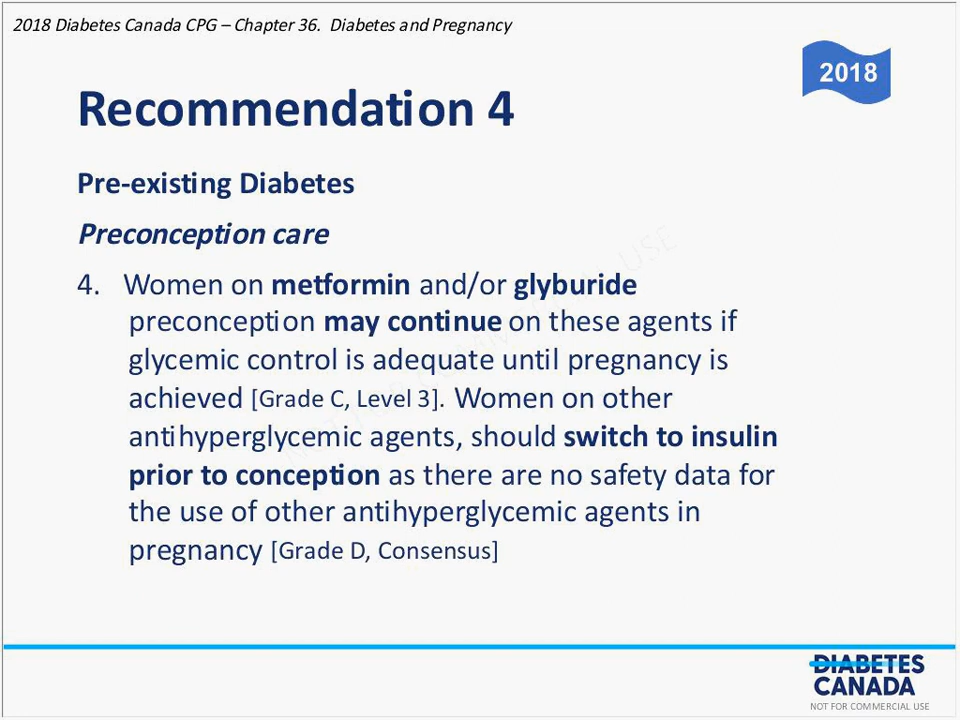 2018 Diabetes Canada CPG – Chapter 36. Diabetes and Pregnancy
2018
Recommendation 4
Pre-existing Diabetes
Preconception care
4. Women on metformin and/or glyburide
preconception may continue on these agents if
glycemic control is adequate until pregnancy is
achieved [Grade C, Level 3]. Women on other
antihyperglycemic agents, should switch to insulin
prior to conception as there are no safety data for
the use of other antihyperglycemic agents in
pregnancy [Grade D, Consensus]
DIABETES
CANADA
NOT FOR COMMERCIAL USE